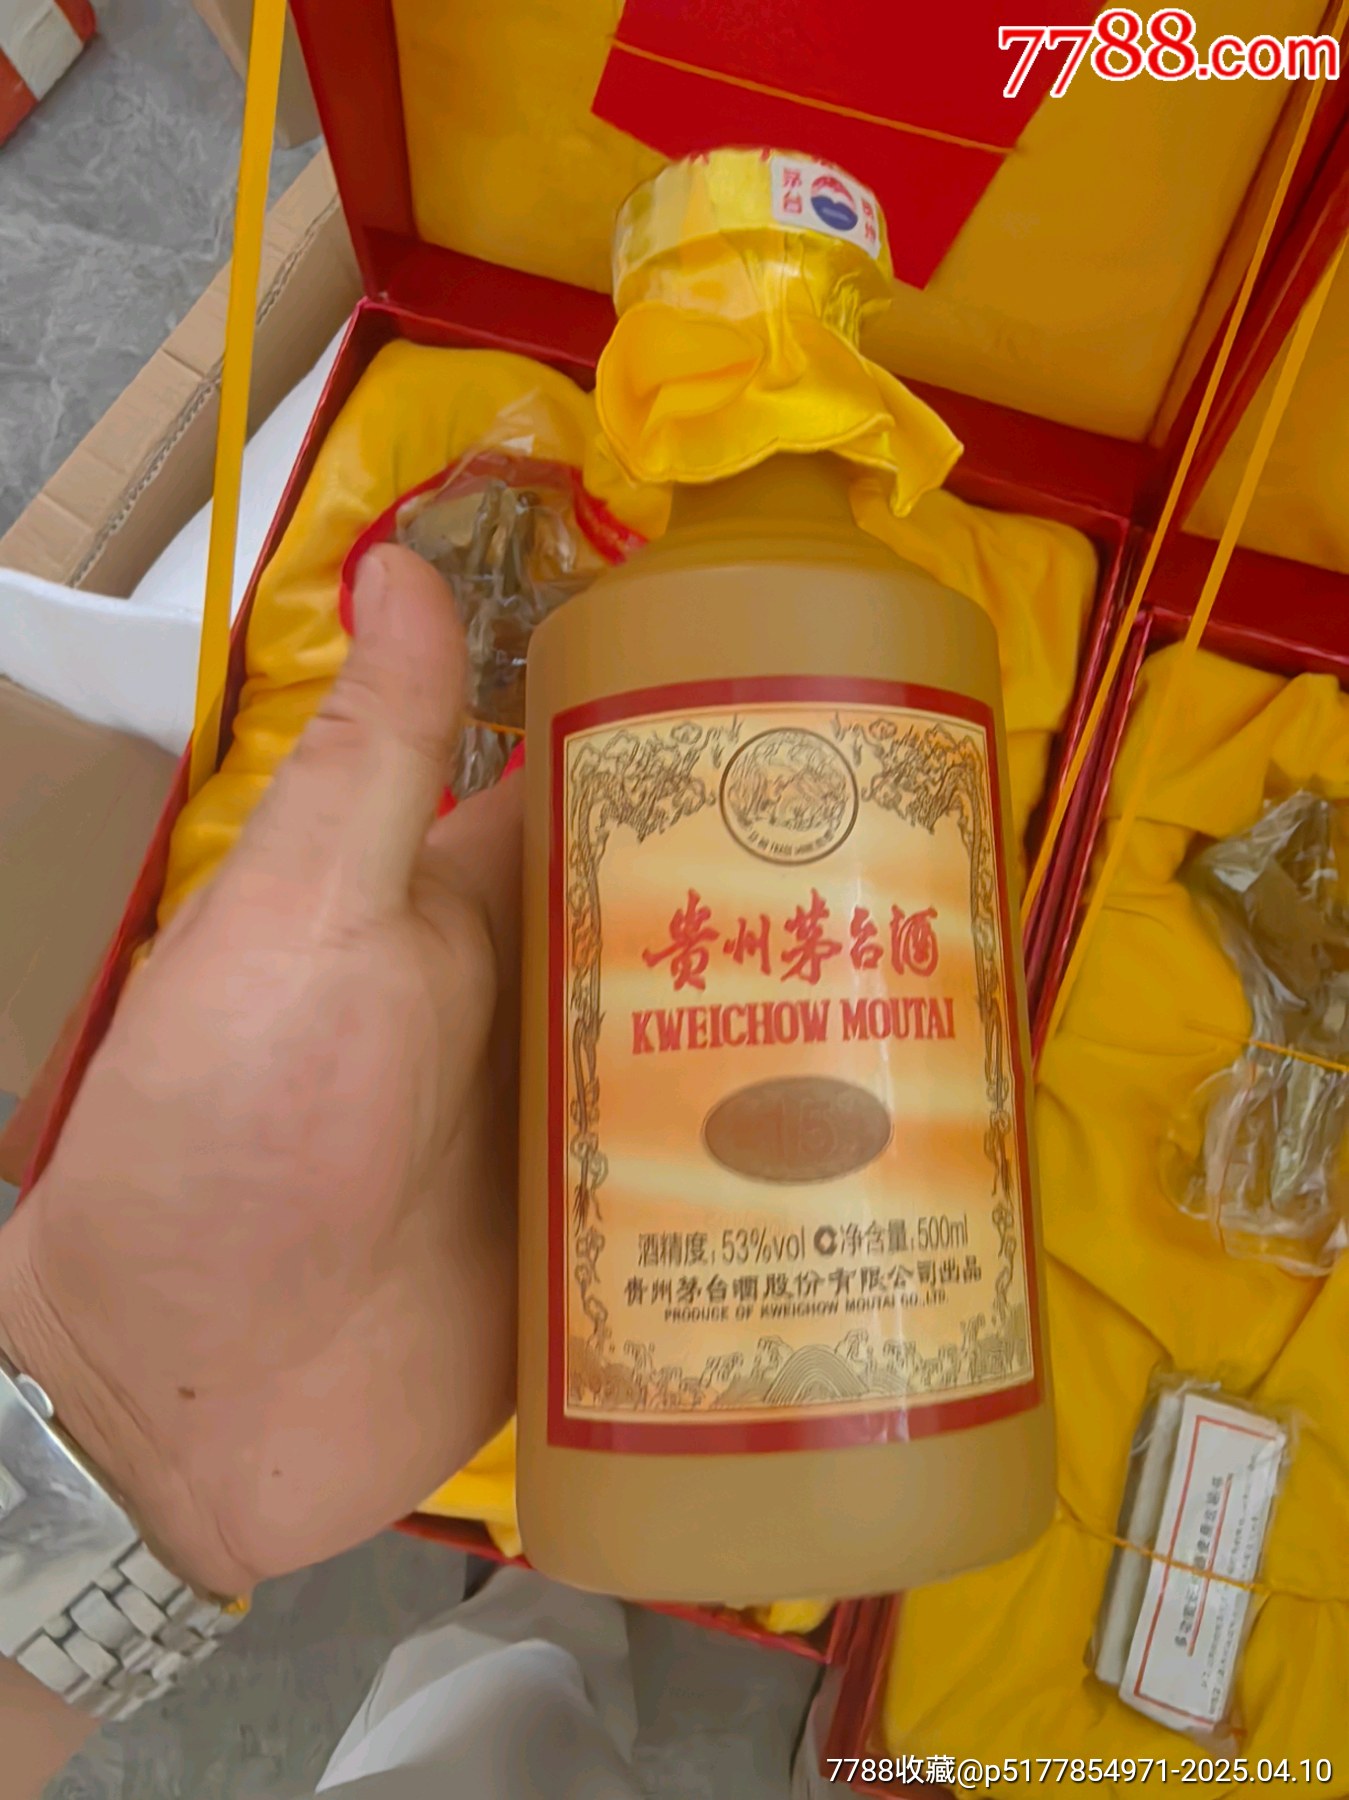 7788.com
贵州茅台酒
KWEICHOW MOUTAI
15
酒精度:53%vol 净含量:500ml
贵州茅台酒股份有限公司出品
PRODUCE OF KWEICHOW MOUTAI CO.,LTD.
7788收藏@p5177854971-2025.04.10